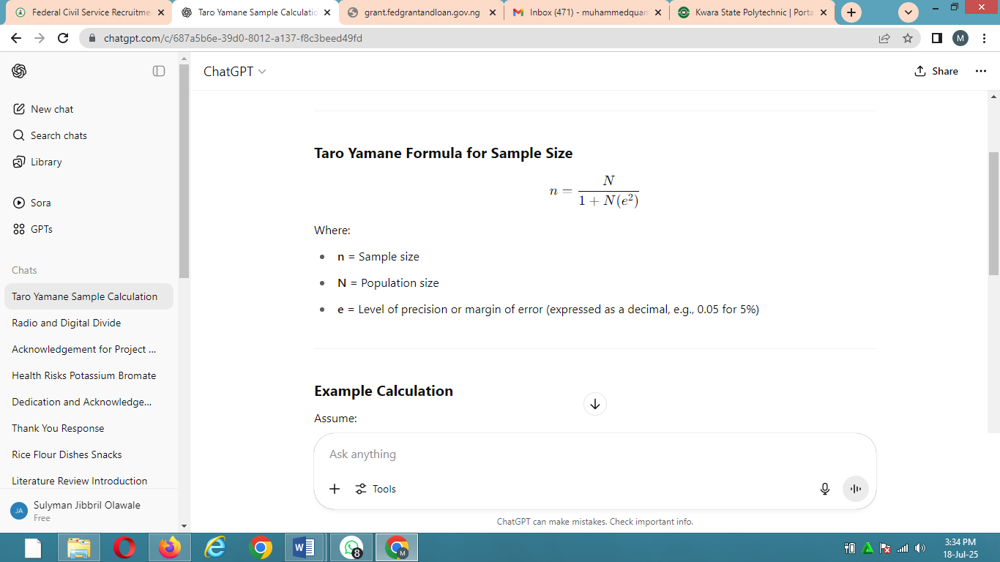 Federal Civil Service Recruitme
Taro Yamane Sample Calculatio
grant.fedgrantandloan.gov.ng
Inbox (471) - muhammedquam
Kwara State Polytechnic | Porta
chatgpt.com/c/687a5b6e-39d0-8012-a137-f8c3beed49fd
M
ChatGPT
Share
New chat
Search chats
Library
Sora
GPTs
Chats
Taro Yamane Sample Calculation
Radio and Digital Divide
Acknowledgement for Project ...
Health Risks Potassium Bromate
Dedication and Acknowledge...
Thank You Response
Rice Flour Dishes Snacks
Literature Review Introduction
JA
Sulyman Jibbril Olawale
Free
Taro Yamane Formula for Sample Size
n = N / 1 + N(e²)
Where:
n = Sample size
N = Population size
e = Level of precision or margin of error (expressed as a decimal, e.g., 0.05 for 5%)
Example Calculation
Assume:
Ask anything
Tools
ChatGPT can make mistakes. Check important info.
W
8
M
3:34 PM
18-Jul-25